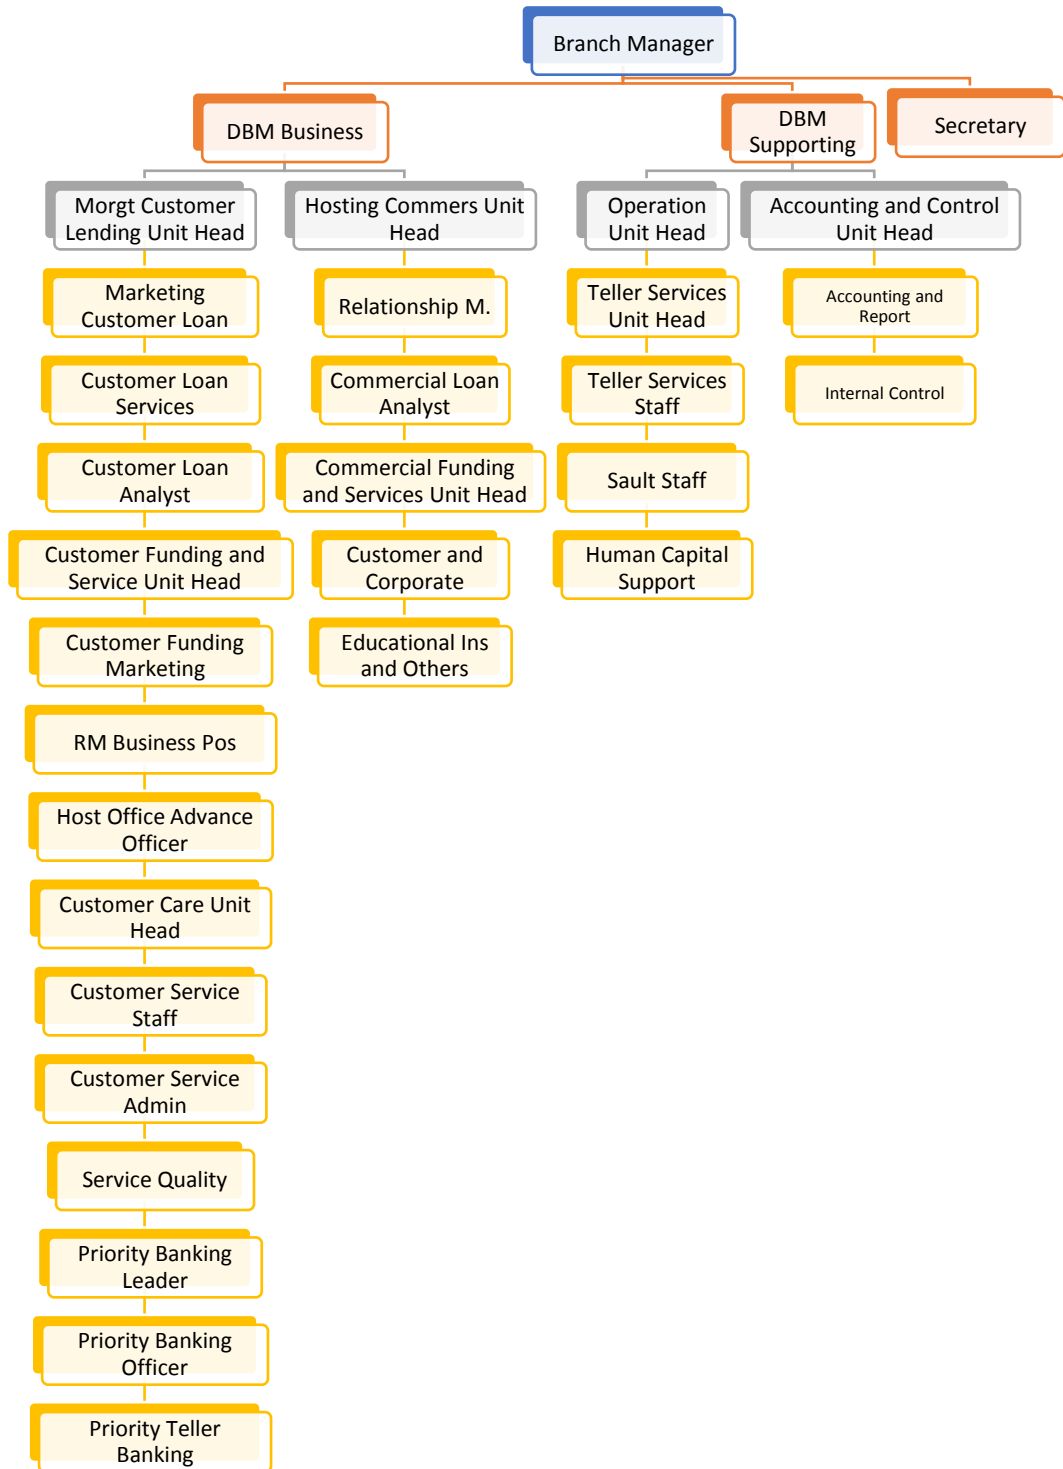 Branch Manager
DBM Business
DBM
Supporting
Secretary
Morgt Customer
Lending Unit Head
Hosting Commers Unit
Head
Operation
Unit Head
Accounting and Control
Unit Head
Marketing
Customer Loan
Customer Loan
Services
Customer Loan
Analyst
Customer Funding and
Service Unit Head
Customer Funding
Marketing
RM Business Pos
Host Office Advance
Officer
Customer Care Unit
Head
Customer Service
Staff
Customer Service
Admin
Service Quality
Priority Banking
Leader
Priority Banking
Officer
Priority Teller
Banking
Relationship M.
Commercial Loan
Analyst
Commercial Funding
and Services Unit Head
Customer and
Corporate
Educational Ins
and Others
Teller Services
Unit Head
Teller Services
Staff
Sault Staff
Human Capital
Support
Accounting and
Report
Internal Control